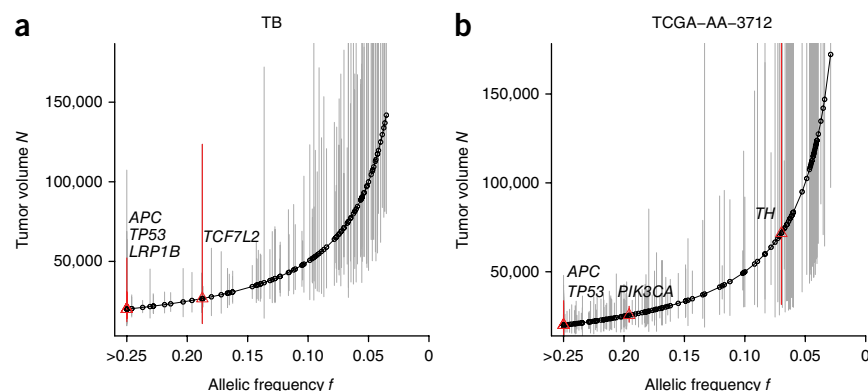 a
TB
Tumor volume N
150,000
100,000
50,000
APC
TP53
LRP1B
TCF7L2
>0.25
0.20
0.15
0.10
0.05
0
Allelic frequency f
b
TCGA-AA-3712
Tumor volume N
150,000
100,000
50,000
APC
TP53
PIK3CA
TH
>0.25
0.20
0.15
0.10
0.05
0
Allelic frequency f